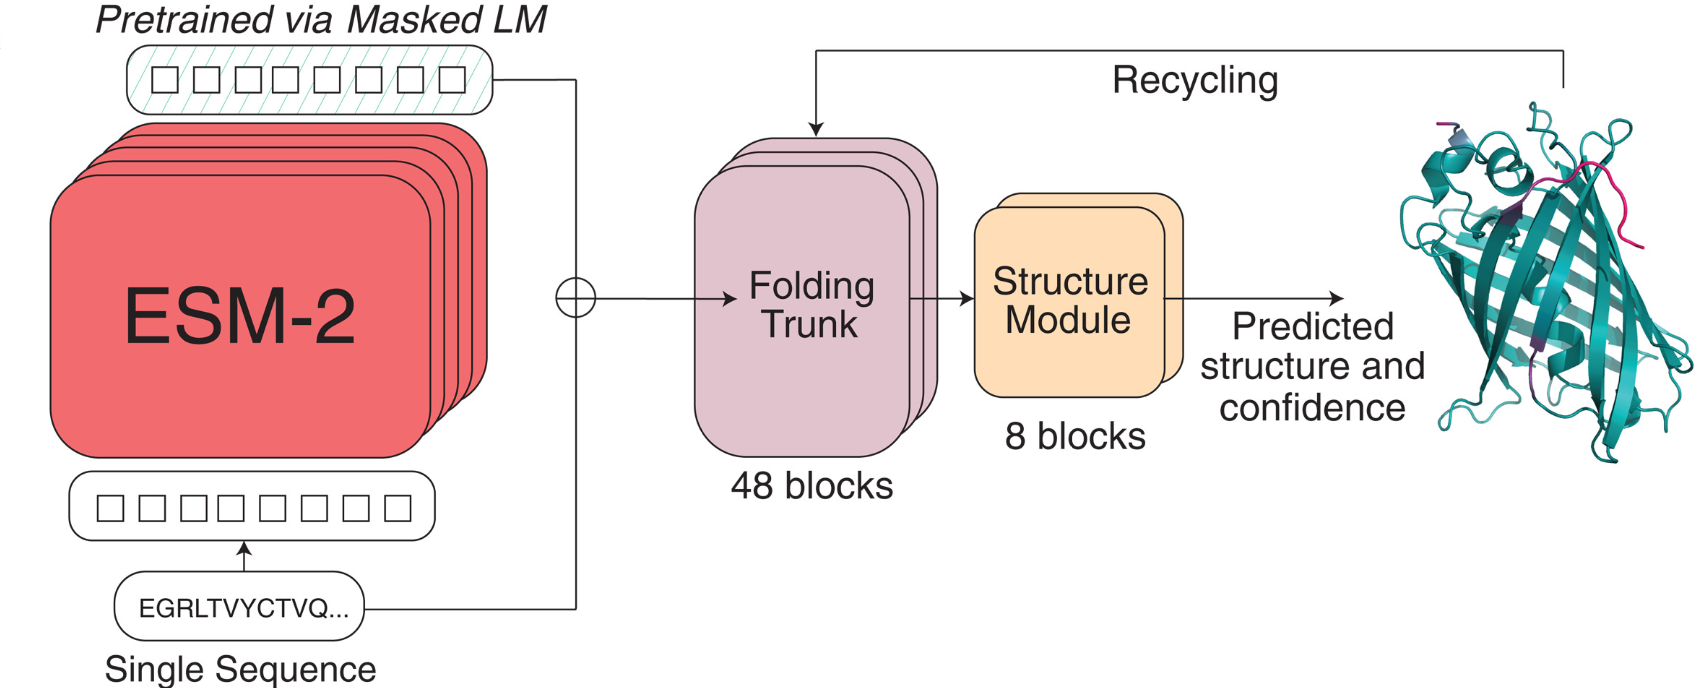 Pretrained via Masked LM
ESM-2
EGRLTVYCTVQ...
Single Sequence
Recycling
Folding
Trunk
48 blocks
Structure
Module
8 blocks
Predicted
structure and
confidence